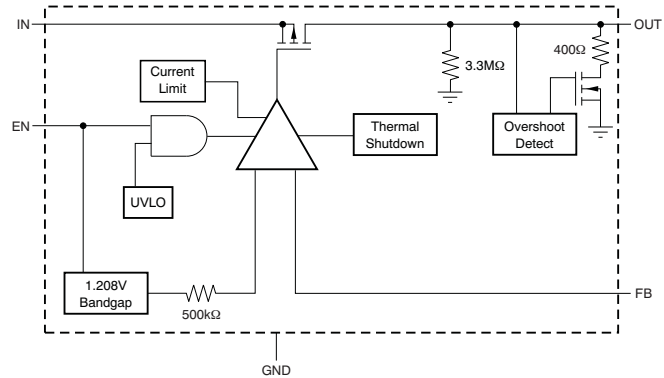 IN
OUT
400Ω
3.3MΩ
Current
Limit
EN
Thermal
Shutdown
Overshoot
Detect
UVLO
1.208V
Bandgap
500kΩ
FB
GND